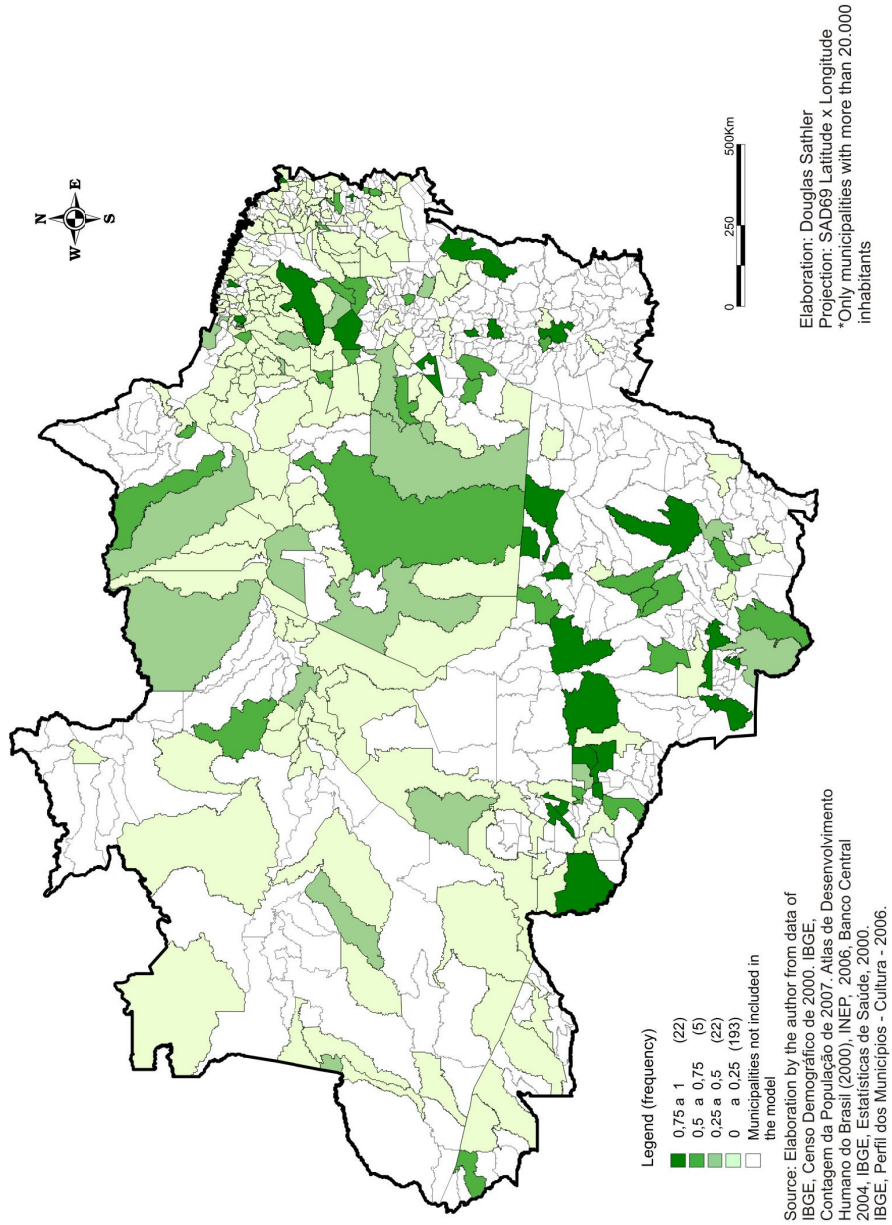 N
W E
S
0 250 500Km
Elaboration: Douglas Sathler
Projection: SAD69 Latitude x Longitude
*Only municipalities with more than 20.000
inhabitants
Legend (frequency)
0,75 a 1 (22)
0,5 a 0,75 (5)
0,25 a 0,5 (22)
0 a 0,25 (193)
Municipalities not included in
the model
Source: Elaboration by the author from data of
IBGE, Censo Demográfico de 2000. IBGE,
Contagem da População de 2007. Atlas de Desenvolvimento
Humano do Brasil (2000), INEP, 2006, Banco Central
2004, IBGE, Estatísticas de Saúde, 2000.
IBGE, Perfil dos Municípios - Cultura - 2006.